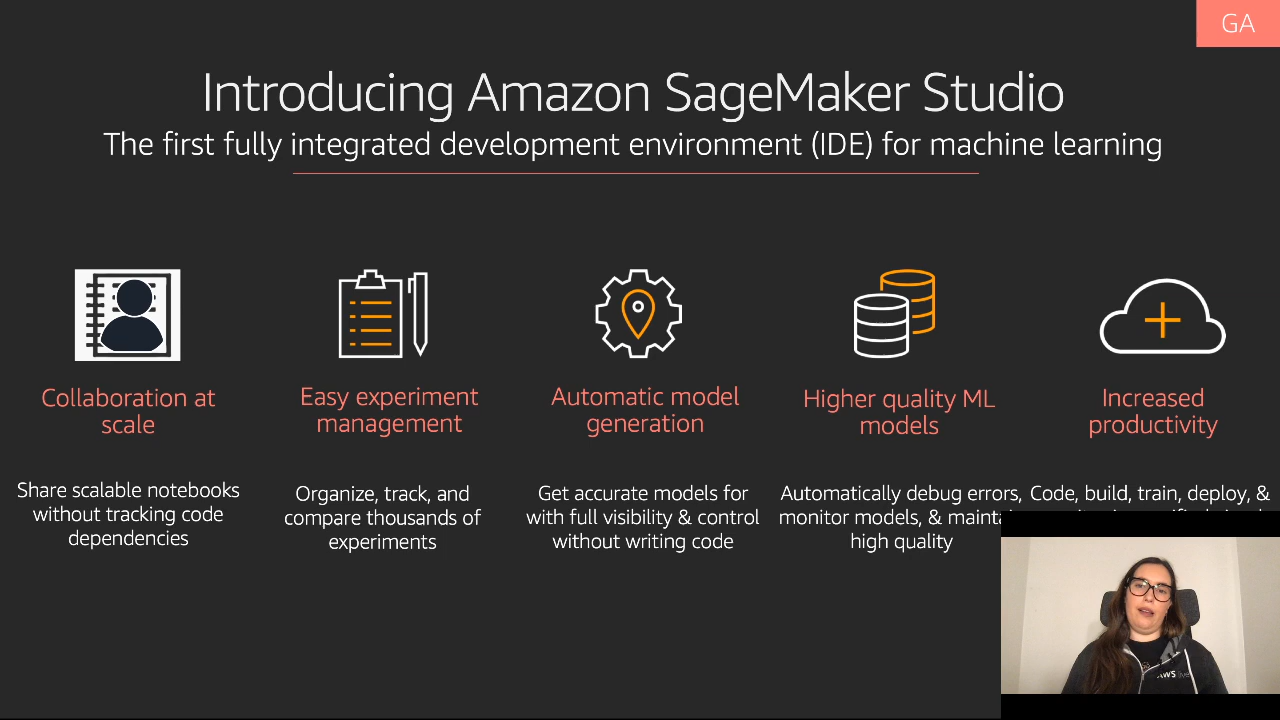 GA
Introducing Amazon SageMaker Studio
The first fully integrated development environment (IDE) for machine learning
Collaboration at
scale
Share scalable notebooks
without tracking code
dependencies
Easy experiment
management
Organize, track, and
compare thousands of
experiments
Automatic model
generation
Get accurate models for
with full visibility & control
without writing code
Higher quality ML
models
Automatically debug errors,
monitor models, &
high quality
Increased
productivity
Code, build, train, deploy, &
AWS